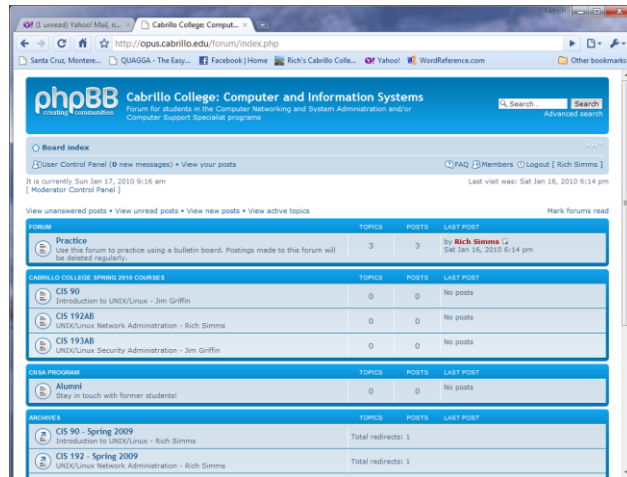 (1 unread) Yahoo! Mail, ri...
Cabrillo College: Comput...
http://opus.cabrillo.edu/forum/index.php
Santa Cruz, Montere...
QUAGGA - The Easy...
Facebook | Home
Rich's Cabrillo Colle...
Yahoo!
WordReference.com
Other bookmarks
phpBB
creating communities
Cabrillo College: Computer and Information Systems
Forum for students in the Computer Networking and System Administration and/or
Computer Support Specialist programs
Search...
Search
Advanced search
Board index
User Control Panel (0 new messages) • View your posts
FAQ Members Logout [ Rich Simms ]
It is currently Sun Jan 17, 2010 9:16 am
Last visit was: Sat Jan 16, 2010 6:14 pm
[ Moderator Control Panel ]
View unanswered posts • View unread posts • View new posts • View active topics
Mark forums read
FORUM TOPICS POSTS LAST POST
Practice
Use this forum to practice using a bulletin board. Postings made to this forum will
be deleted regularly.
3 3
by Rich Simms
Sat Jan 16, 2010 6:14 pm
CABRILLO COLLEGE SPRING 2010 COURSES TOPICS POSTS LAST POST
CIS 90
Introduction to UNIX/Linux - Jim Griffin
0 0 No posts
CIS 192AB
UNIX/Linux Network Administration - Rich Simms
0 0 No posts
CIS 193AB
UNIX/Linux Security Administration - Jim Griffin
0 0 No posts
CNSA PROGRAM TOPICS POSTS LAST POST
Alumni
Stay in touch with former students!
0 0 No posts
ARCHIVES TOPICS POSTS LAST POST
CIS 90 - Spring 2009
Introduction to UNIX/Linux - Rich Simms
Total redirects: 1
CIS 192 - Spring 2009
UNIX/Linux Network Administration - Rich Simms
Total redirects: 1